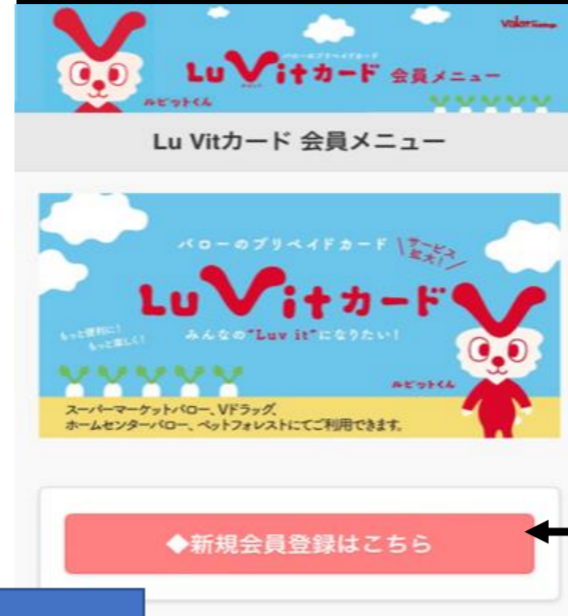 Valor
バローのプリペイドカード
Lu Vitカード 会員メニュー
ルビットくん
Lu Vitカード 会員メニュー
バローのプリペイドカード
サービス
拡大!
Lu Vitカード
もっと便利に!
もっと楽しく!
みんなの"Luv it"になりたい!
ルビットくん
スーパーマーケットバロー、Vドラッグ、
ホームセンターバロー、ペットフォレストにてご利用できます。
◆新規会員登録はこちら